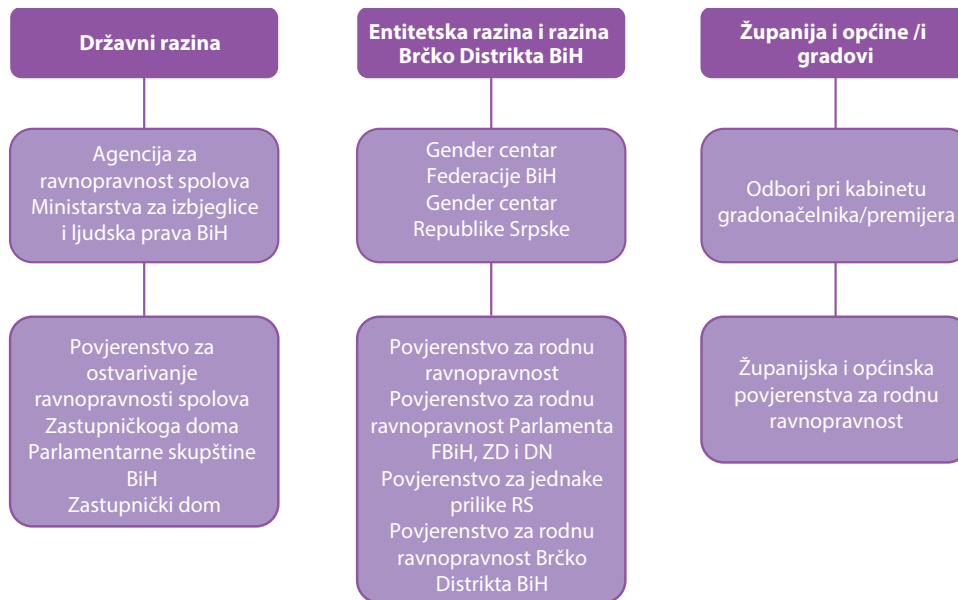 Državni razina
Agencija za
ravnopravnost spolova
Ministarstva za izbjeglice
i ljudska prava BiH
Povjerenstvo za
ostvarivanje
ravnopravnosti spolova
Zastupničkoga doma
Parlamentarne skupštine
BiH
Zastupnički dom
Entitetska razina i razina
Brčko Distrikta BiH
Gender centar
Federacije BiH
Gender centar
Republike Srpske
Povjerenstvo za rodnu
ravnopravnost
Povjerenstvo za rodnu
ravnopravnost Parlamenta
FBiH, ZD i DN
Povjerenstvo za jednake
prilike RS
Povjerenstvo za rodnu
ravnopravnost Brčko
Distrikta BiH
Županija i općine /i
gradovi
Odbori pri kabinetu
gradonačelnika/premijera
Županijska i općinska
povjerenstva za rodnu
ravnopravnost